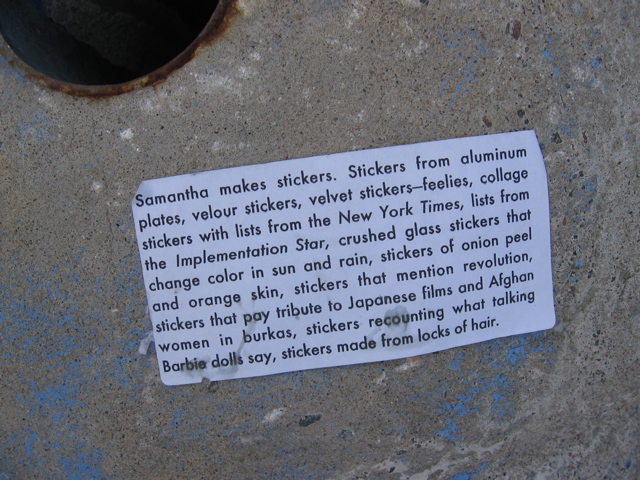 Samantha makes stickers. Stickers from aluminum
plates, velour stickers, velvet stickers—feelies, collage
stickers with lists from the New York Times, lists from
the Implementation Star, crushed glass stickers that
change color in sun and rain, stickers of onion peel
and orange skin, stickers that mention revolution,
stickers that pay tribute to Japanese films and Afghan
women in burkas, stickers recounting what talking
Barbie dolls say, stickers made from locks of hair.